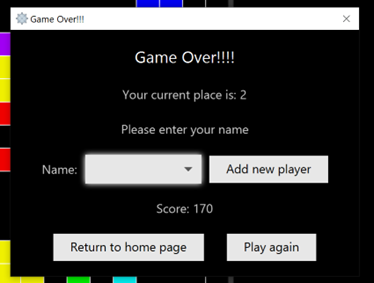 Game Over!!!
Game Over!!!!
Your current place is: 2
Please enter your name
Name: Add new player
Score: 170
Return to home page Play again